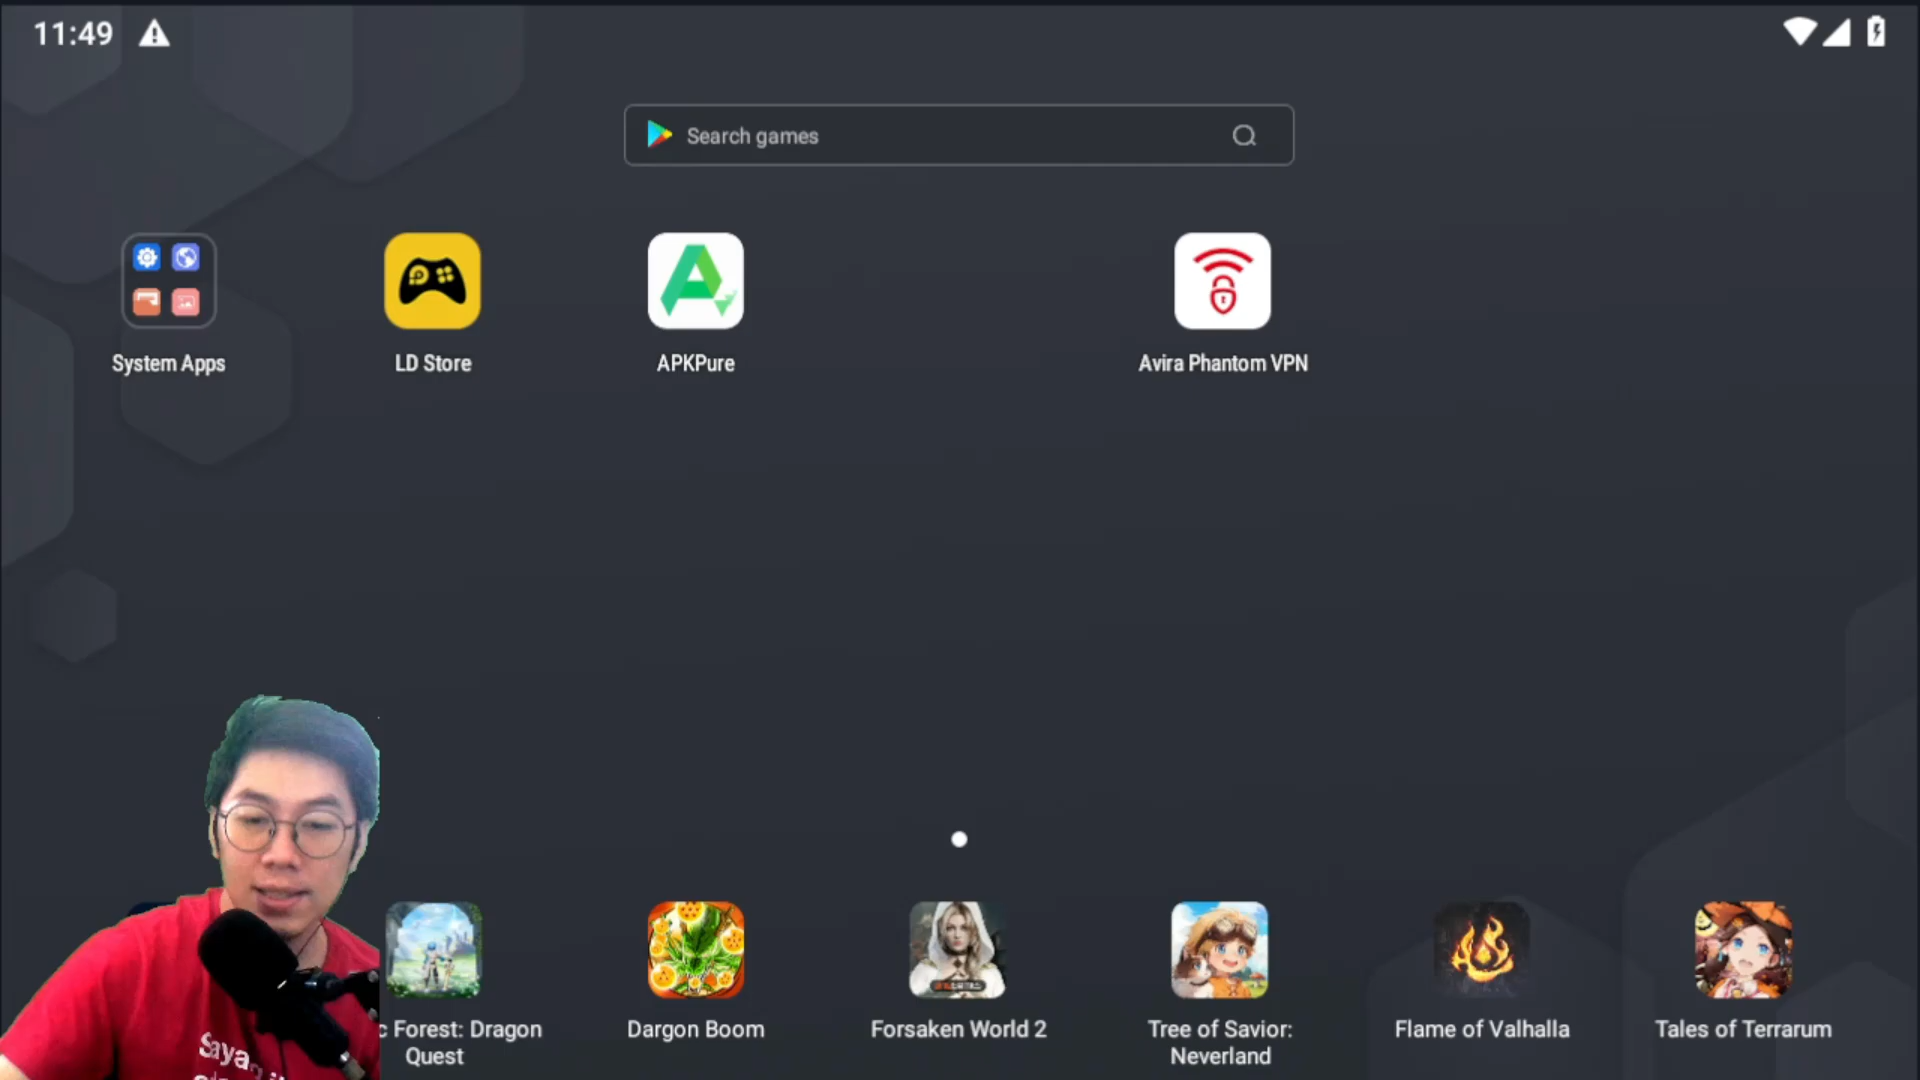 11:49
Search games
System Apps
LD Store
APKPure
Avira Phantom VPN
c Forest: Dragon
Quest
Dargon Boom
Forsaken World 2
Tree of Savior:
Neverland
Flame of Valhalla
Tales of Terrarum
Saya